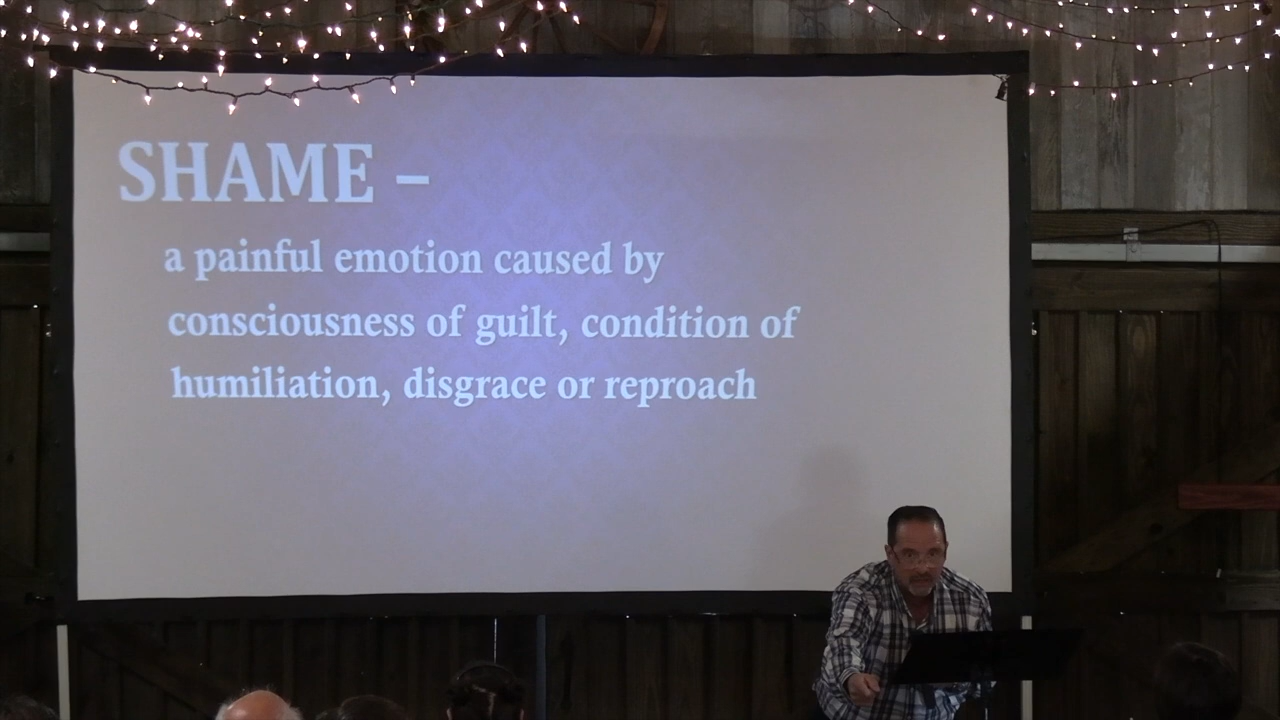 SHAME –
a painful emotion caused by
consciousness of guilt, condition of
humiliation, disgrace or reproach